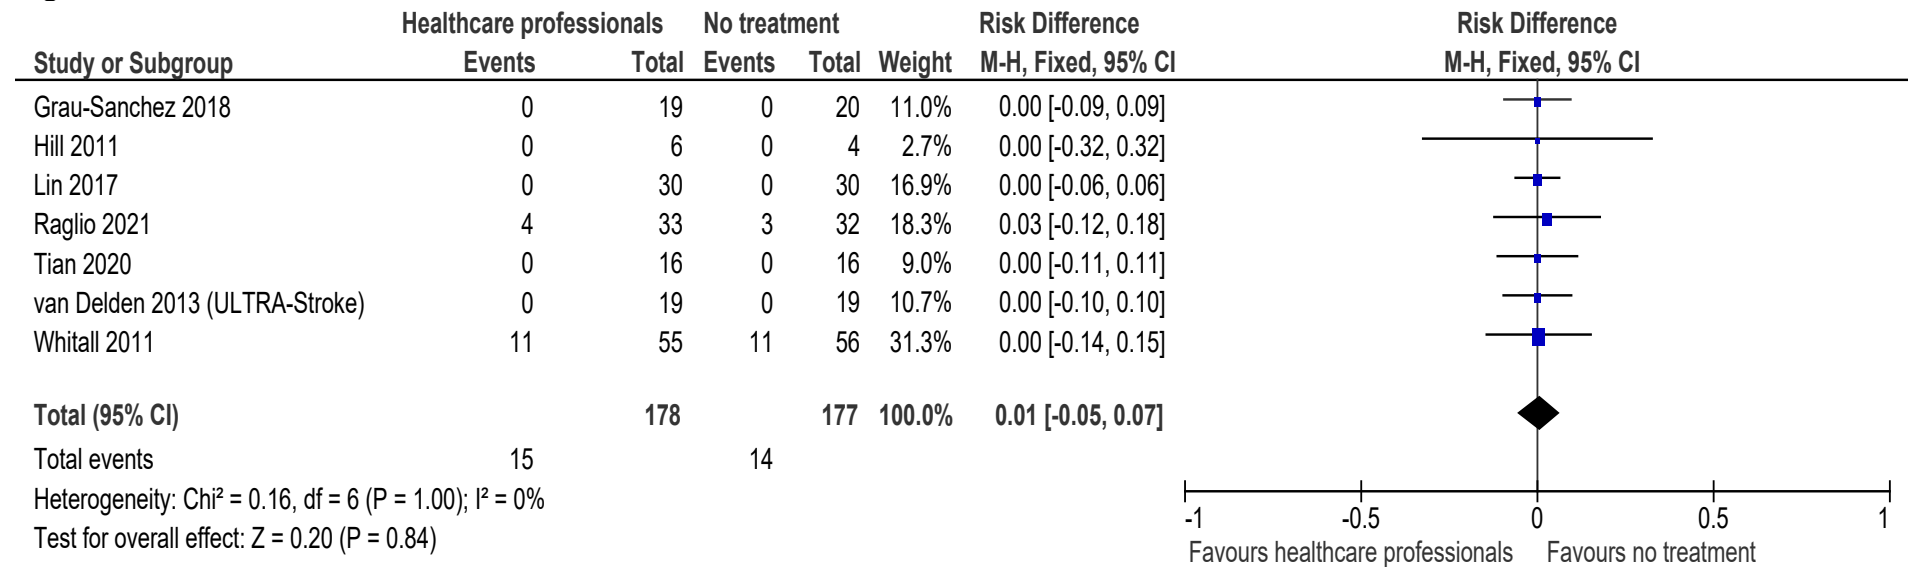 Healthcare professionals No treatment Risk Difference Risk Difference
Study or Subgroup Events Total Events Total Weight M-H, Fixed, 95% CI M-H, Fixed, 95% CI
Grau-Sanchez 2018 0 19 0 20 11.0% 0.00 [-0.09, 0.09]
Hill 2011 0 6 0 4 2.7% 0.00 [-0.32, 0.32]
Lin 2017 0 30 0 30 16.9% 0.00 [-0.06, 0.06]
Raglio 2021 4 33 3 32 18.3% 0.03 [-0.12, 0.18]
Tian 2020 0 16 0 16 9.0% 0.00 [-0.11, 0.11]
van Delden 2013 (ULTRA-Stroke) 0 19 0 19 10.7% 0.00 [-0.10, 0.10]
Whitall 2011 11 55 11 56 31.3% 0.00 [-0.14, 0.15]
Total (95% CI) 178 177 100.0% 0.01 [-0.05, 0.07]
Total events 15 14
Heterogeneity: Chi² = 0.16, df = 6 (P = 1.00); I² = 0%
Test for overall effect: Z = 0.20 (P = 0.84)
-1 -0.5 0 0.5 1
Favours healthcare professionals Favours no treatment